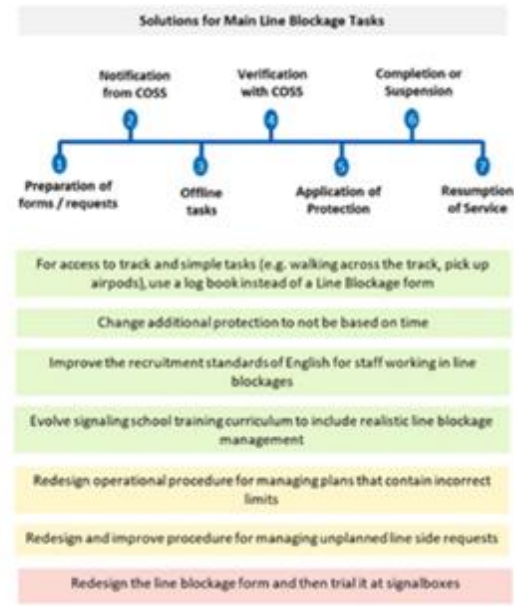 Solutions for Main Line Blockage Tasks
Notification
from COSS
Verification
with COSS
Completion or
Suspension
2
4
6
1
3
5
7
Preparation of
forms / requests
Offline
tasks
Application of
Protection
Resumption
of Service
For access to track and simple tasks (e.g. walking across the track, pick up
airpods), use a log book instead of a Line Blockage form
Change additional protection to not be based on time
Improve the recruitment standards of English for staff working in line
blockages
Evolve signaling school training curriculum to include realistic line blockage
management
Redesign operational procedure for managing plans that contain incorrect
limits
Redesign and improve procedure for managing unplanned line side requests
Redesign the line blockage form and then trial it at signalboxes